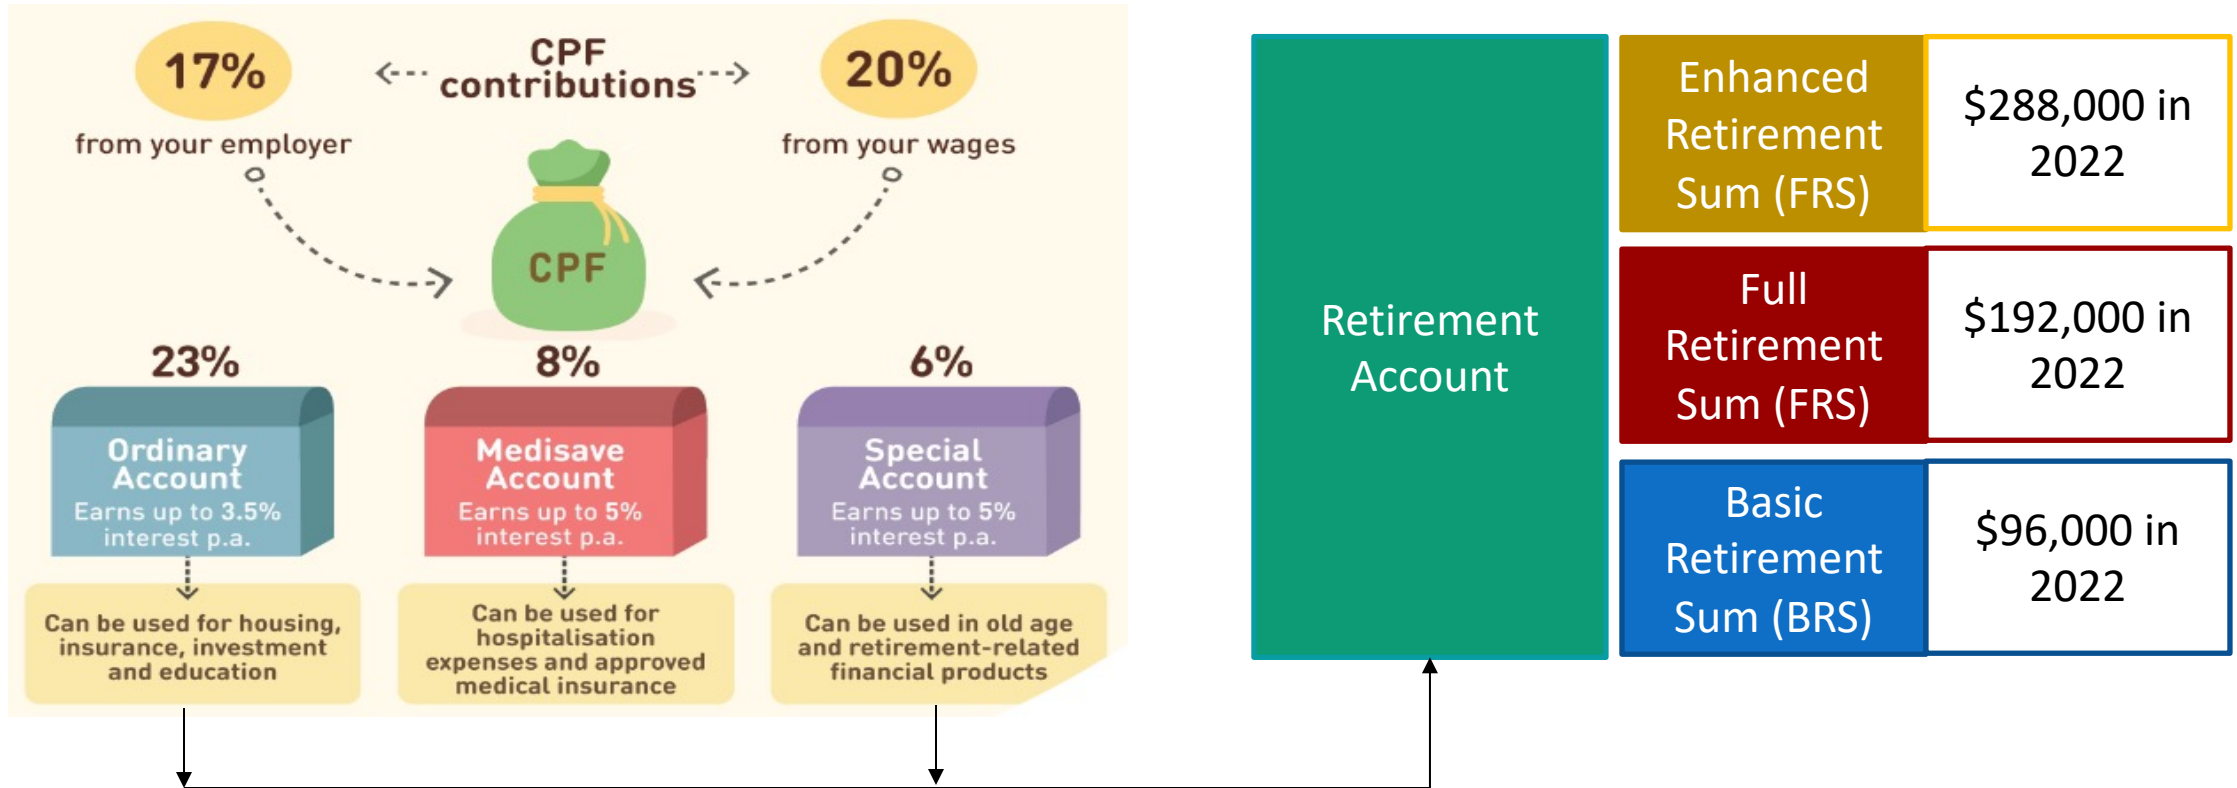 17%
CPF
contributions
20%
from your employer
from your wages
CPF
23%
8%
6%
Ordinary
Account
Earns up to 3.5%
interest p.a.
Medisave
Account
Earns up to 5%
interest p.a.
Special
Account
Earns up to 5%
interest p.a.
Can be used for housing,
insurance, investment
and education
Can be used for
hospitalisation
expenses and approved
medical insurance
Can be used in old age
and retirement-related
financial products
Retirement
Account
Enhanced
Retirement
Sum (FRS)
$288,000 in
2022
Full
Retirement
Sum (FRS)
$192,000 in
2022
Basic
Retirement
Sum (BRS)
$96,000 in
2022